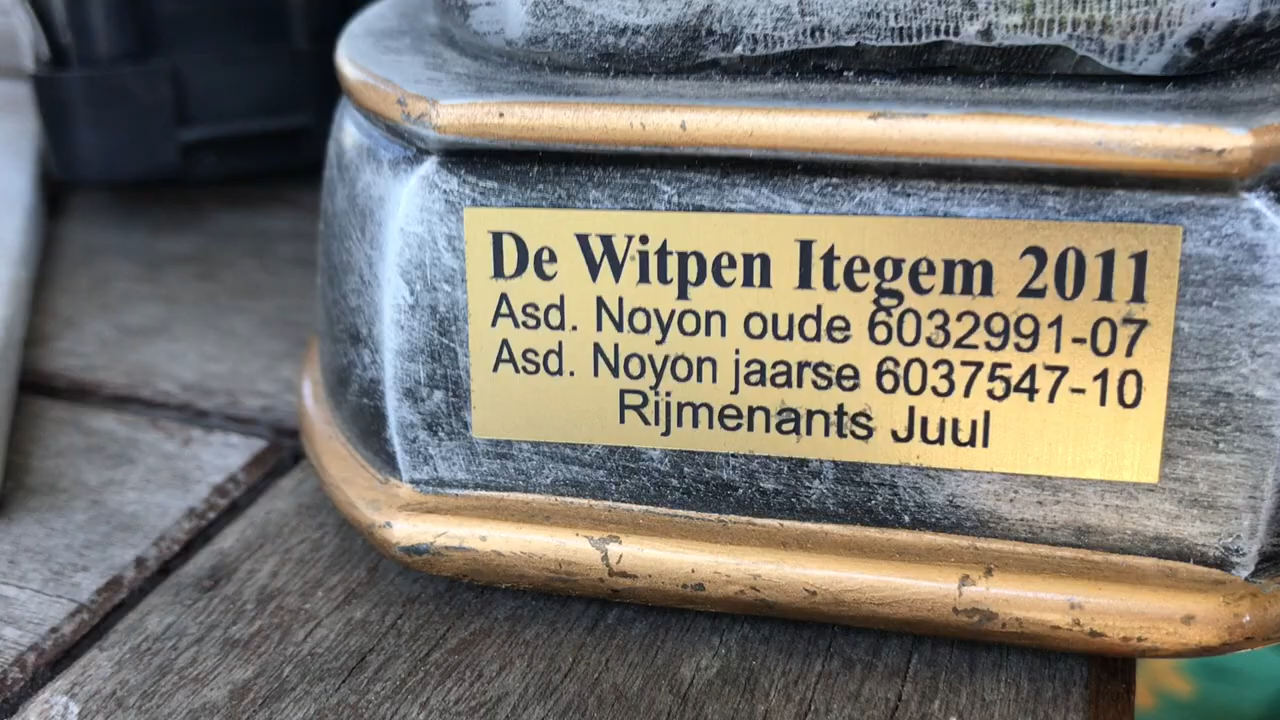 De Witpen Itegem 2011
Asd. Noyon oude 6032991-07
Asd. Noyon jaarse 6037547-10
Rijmenants Juul